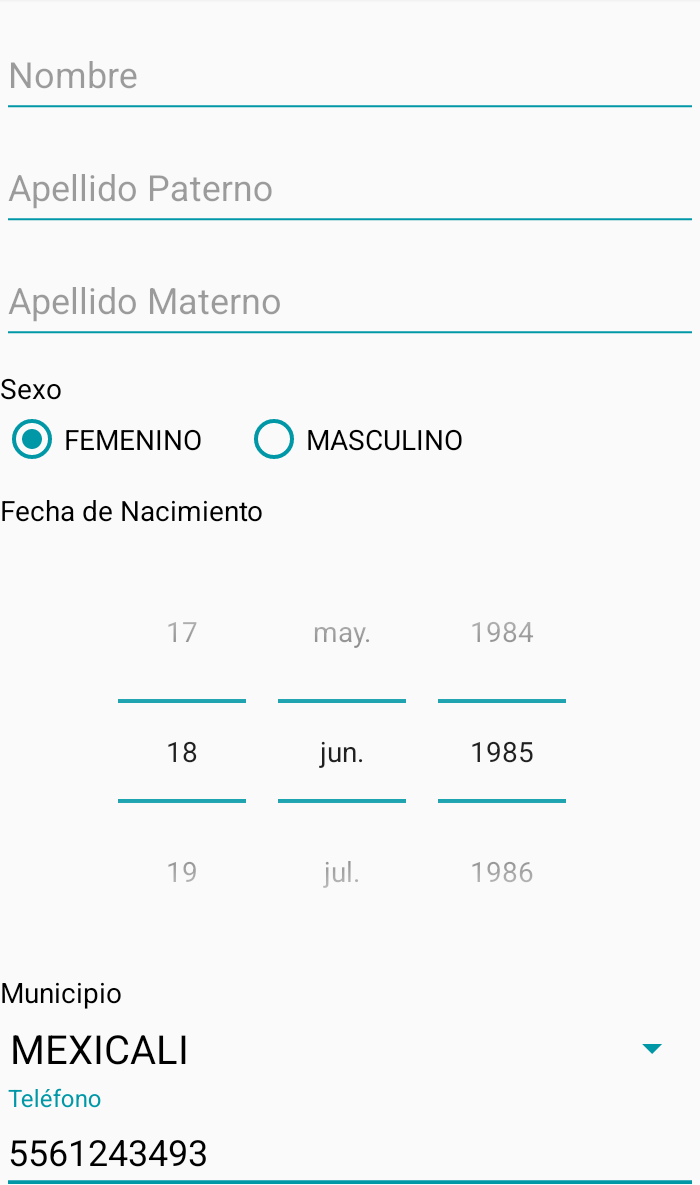 Nombre
Apellido Paterno
Apellido Materno
Sexo
FEMENINO MASCULINO
Fecha de Nacimiento
17 may. 1984
18 jun. 1985
19 jul. 1986
Municipio
MEXICALI
Teléfono
5561243493